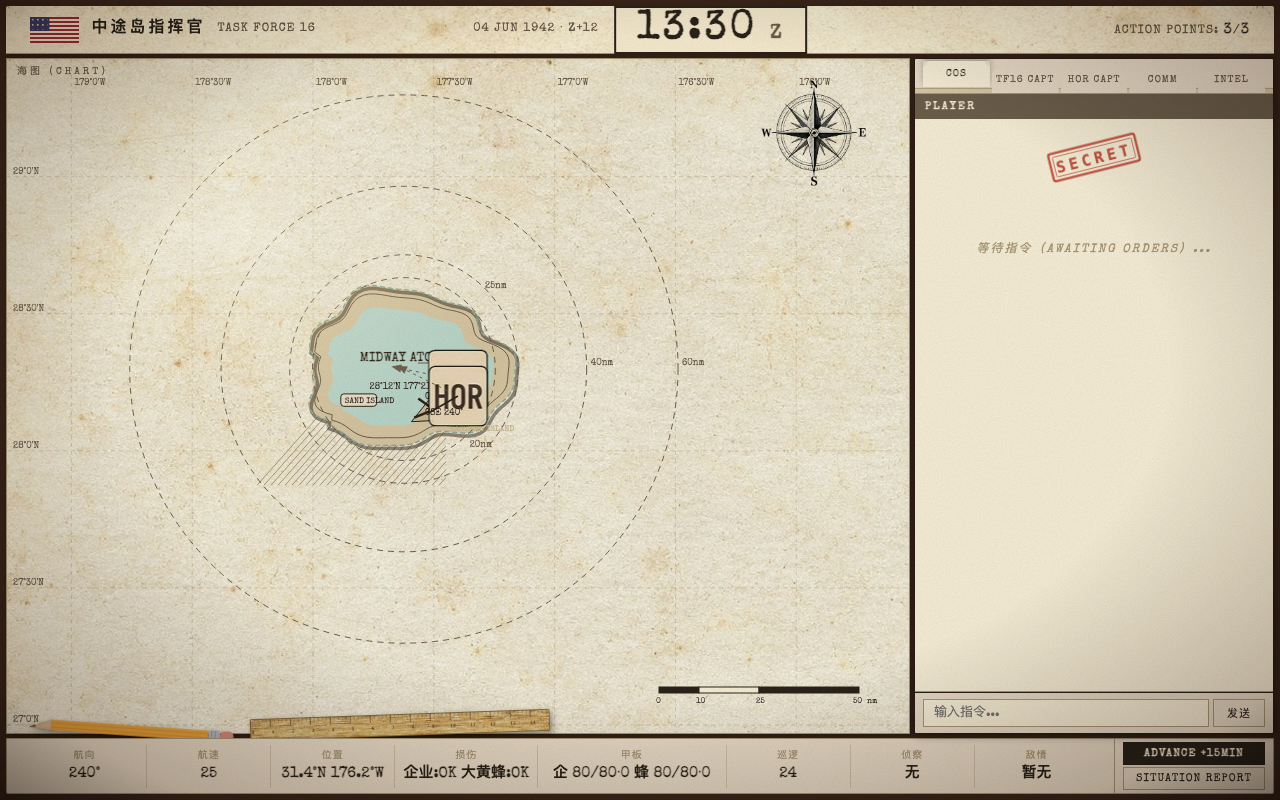 中途岛指挥官 TASK FORCE 16
04 JUN 1942 · Z+12
13:30 Z
ACTION POINTS: 3/3
海图 (CHART)
179°0'W 178°30'W 178°0'W 177°30'W 177°0'W 176°30'W
N
W E
S
29°0'N
28°30'N
28°0'N
27°30'N
27°0'N
25nm
40nm
60nm
20nm
MIDWAY ATO
28°12'N 177°21
SAND ISLAND
HOR
0 10 25 50 nm
COS TF16 CAPT HOR CAPT COMM INTEL
PLAYER
SECRET
等待指令 (AWAITING ORDERS) ...
输入指令... 发送
航向 航速 位置 损伤 甲板 巡逻 侦察 敌情
240° 25 31.4°N 176.2°W 企业:OK 大黄蜂:OK 企 80/80·0 蜂 80/80·0 24 无 暂无
ADVANCE +15MIN
SITUATION REPORT